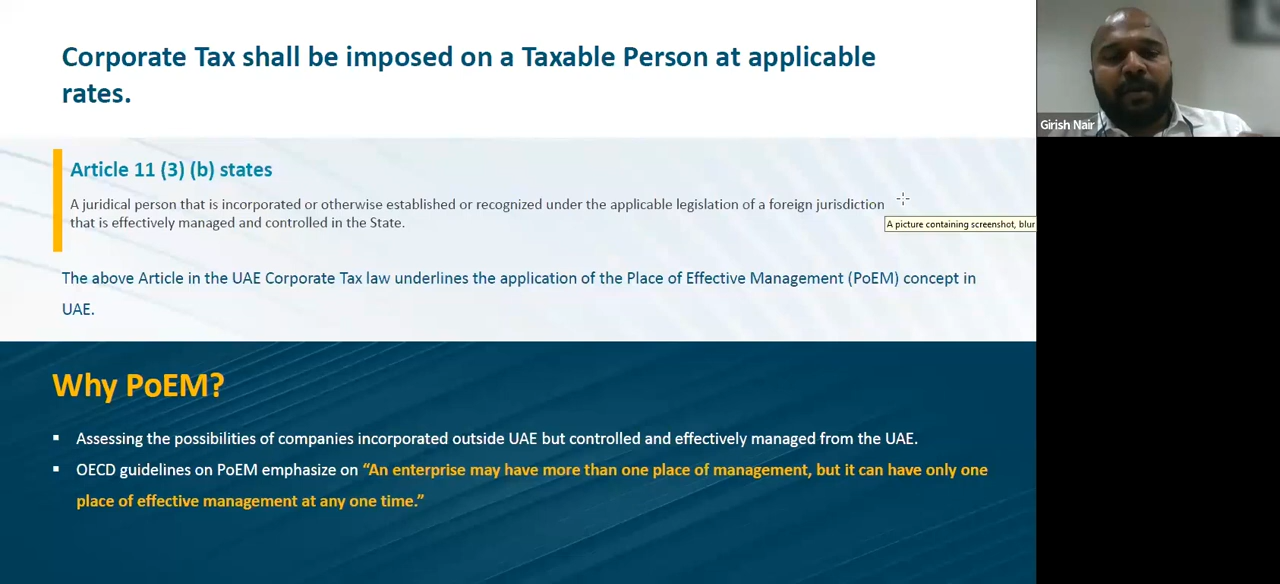 Corporate Tax shall be imposed on a Taxable Person at applicable
rates.
Girish Nair
Article 11 (3) (b) states
A juridical person that is incorporated or otherwise established or recognized under the applicable legislation of a foreign jurisdiction
that is effectively managed and controlled in the State.
A picture containing screenshot, blur
The above Article in the UAE Corporate Tax law underlines the application of the Place of Effective Management (PoEM) concept in
UAE.
Why PoEM?
▪ Assessing the possibilities of companies incorporated outside UAE but controlled and effectively managed from the UAE.
▪ OECD guidelines on PoEM emphasize on “An enterprise may have more than one place of management, but it can have only one
place of effective management at any one time.”